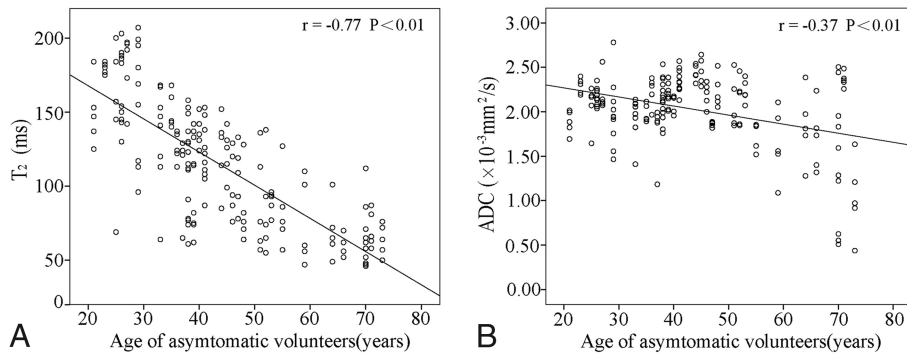 r = -0.77 P<0.01
200
150
100
50
0
T₂ (ms)
20 30 40 50 60 70 80
Age of asymtomatic volunteers(years)
A
r = -0.37 P<0.01
3.00
2.50
2.00
1.50
1.00
0.50
0.00
ADC (×10⁻³mm²/s)
20 30 40 50 60 70 80
Age of asymtomatic volunteers(years)
B